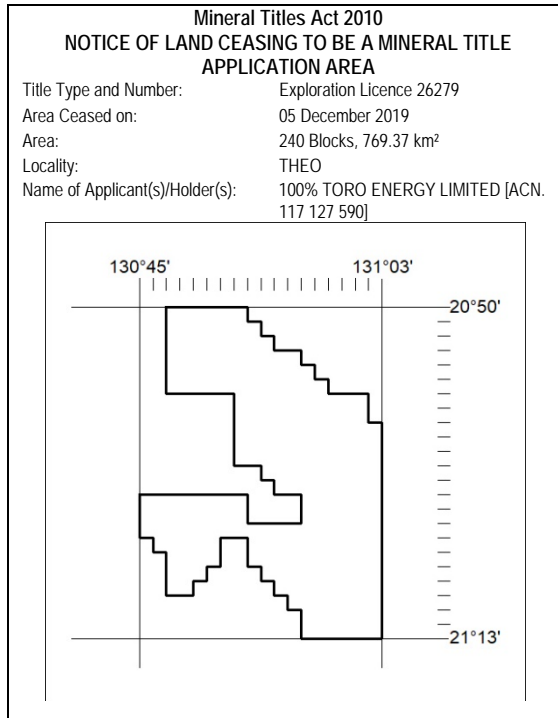 Mineral Titles Act 2010
NOTICE OF LAND CEASING TO BE A MINERAL TITLE
APPLICATION AREA
Title Type and Number: Exploration Licence 26279
Area Ceased on: 05 December 2019
Area: 240 Blocks, 769.37 km²
Locality: THEO
Name of Applicant(s)/Holder(s): 100% TORO ENERGY LIMITED [ACN.
117 127 590]
130°45' 131°03'
20°50'
21°13'